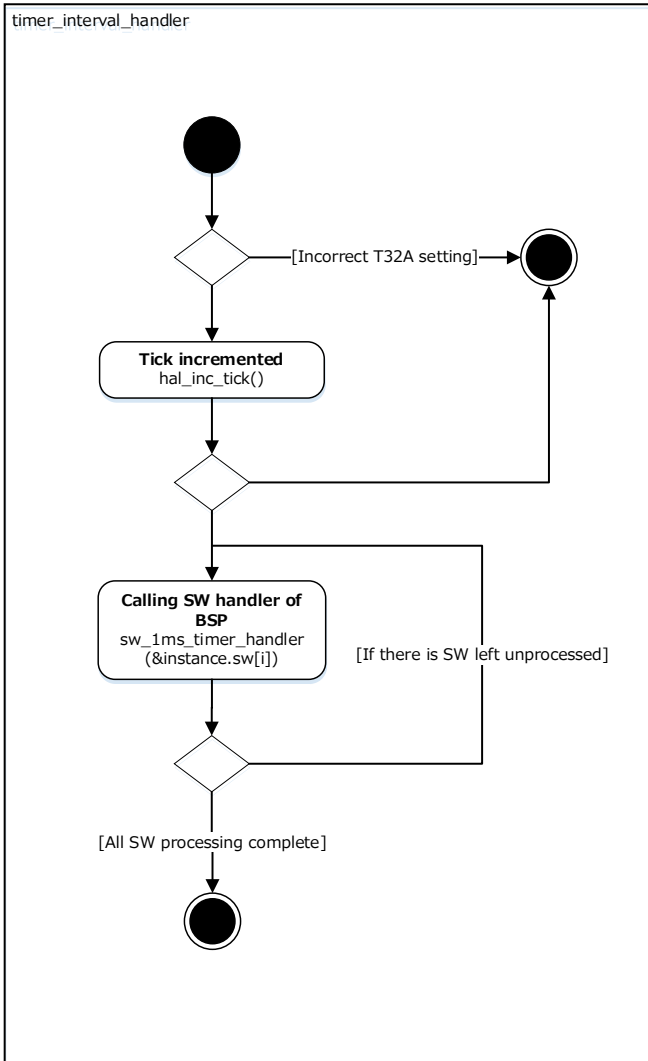 timer_interval_handler
[Incorrect T32A setting]
Tick incremented
hal_inc_tick()
Calling SW handler of
BSP
sw_1ms_timer_handler
(&instance.sw[i])
[If there is SW left unprocessed]
[All SW processing complete]